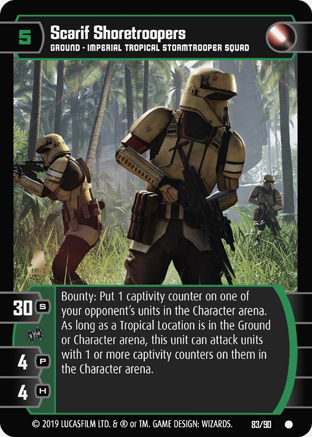 5
Scarif Shoretroopers
GROUND - IMPERIAL TROPICAL STORMTROOPER SQUAD
30 S
4 P
4 H
Bounty: Put 1 captivity counter on one of
your opponent's units in the Character arena.
As long as a Tropical Location is in the Ground
or Character arena, this unit can attack units
with 1 or more captivity counters on them in
the Character arena.
© 2019 LUCASFILM LTD. & ® or TM. GAME DESIGN: WIZARDS.
83/90